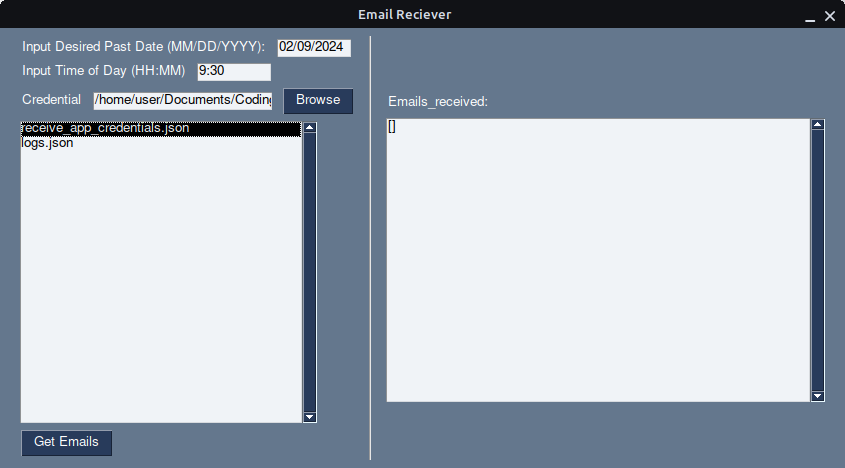 Email Reciever
Input Desired Past Date (MM/DD/YYYY): 02/09/2024
Input Time of Day (HH:MM) 9:30
Credential /home/user/Documents/Coding Browse
receive_app_credentials.json
logs.json
Get Emails
Emails_received:
[]